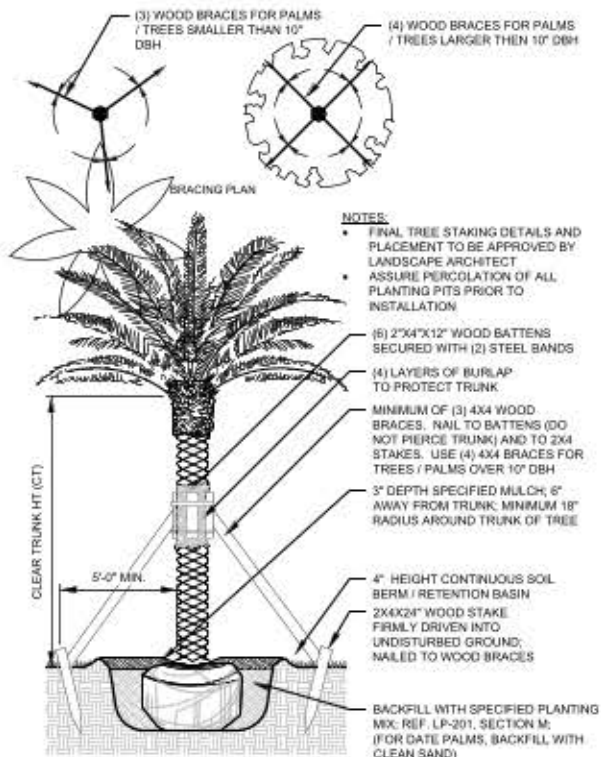 (3) WOOD BRACES FOR PALMS
/ TREES SMALLER THAN 10"
DBH
(4) WOOD BRACES FOR PALMS
/ TREES LARGER THEN 10" DBH
BRACING PLAN
NOTES:
• FINAL TREE STAKING DETAILS AND
PLACEMENT TO BE APPROVED BY
LANDSCAPE ARCHITECT
• ASSURE PERCOLATION OF ALL
PLANTING PITS PRIOR TO
INSTALLATION
(6) 2"X4"X12" WOOD BATTENS
SECURED WITH (2) STEEL BANDS
(4) LAYERS OF BURLAP
TO PROTECT TRUNK
MINIMUM OF (3) 4X4 WOOD
BRACES. NAIL TO BATTENS (DO
NOT PIERCE TRUNK) AND TO 2X4
STAKES. USE (4) 4X4 BRACES FOR
TREES / PALMS OVER 10" DBH
3" DEPTH SPECIFIED MULCH; 6"
AWAY FROM TRUNK; MINIMUM 18"
RADIUS AROUND TRUNK OF TREE
CLEAR TRUNK HT (CT)
5'-0" MIN.
4" HEIGHT CONTINUOUS SOIL
BERM / RETENTION BASIN
2X4X24" WOOD STAKE
FIRMLY DRIVEN INTO
UNDISTURBED GROUND;
NAILED TO WOOD BRACES
BACKFILL WITH SPECIFIED PLANTING
MIX: REF. LP-201, SECTION M;
(FOR DATE PALMS, BACKFILL WITH
CLEAN SAND)